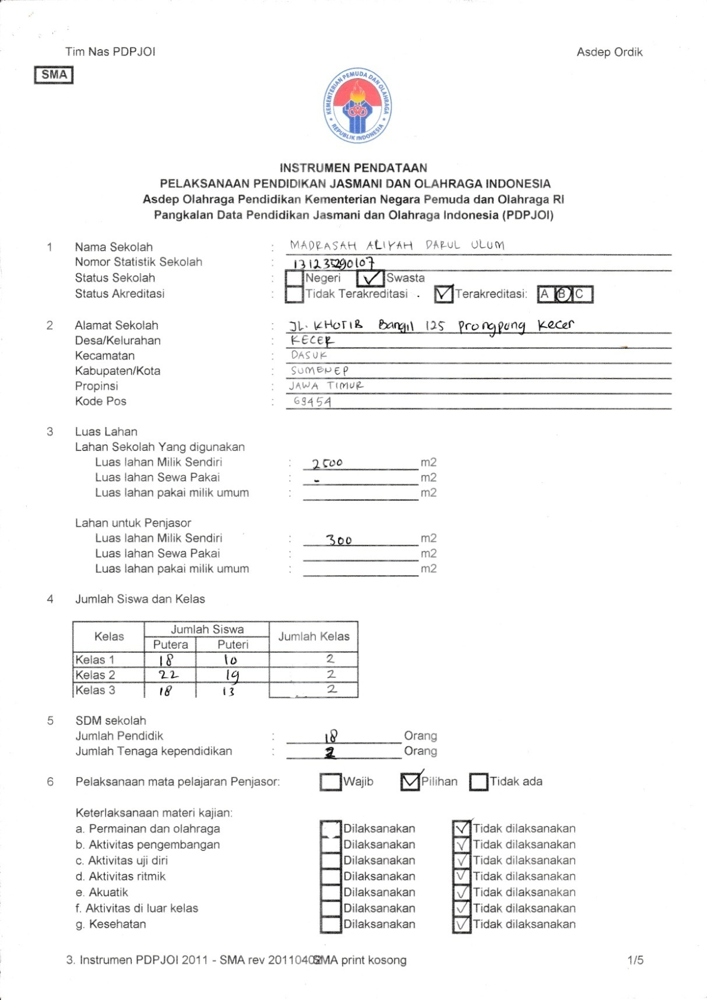 Tim Nas PDPJOI Asdep Ordik
SMA
KEMENTERIAN PEMUDA DAN OLAHRAGA
REPUBLIK INDONESIA
INSTRUMEN PENDATAAN
PELAKSANAAN PENDIDIKAN JASMANI DAN OLAHRAGA INDONESIA
Asdep Olahraga Pendidikan Kementerian Negara Pemuda dan Olahraga RI
Pangkalan Data Pendidikan Jasmani dan Olahraga Indonesia (PDPJOI)
1 Nama Sekolah : MADRASAH ALIYAH DARUL ULUM
Nomor Statistik Sekolah : 131235290107
Status Sekolah : Negeri ✓ Swasta
Status Akreditasi : Tidak Terakreditasi ✓ Terakreditasi: A B C
2 Alamat Sekolah : JL. KHOTIB Bangil 125 Prongpong Kecer
Desa/Kelurahan : KECER
Kecamatan : DASUK
Kabupaten/Kota : SUMENEP
Propinsi : JAWA TIMUR
Kode Pos : 69454
3 Luas Lahan
Lahan Sekolah Yang digunakan
Luas lahan Milik Sendiri : 2500 m2
Luas lahan Sewa Pakai : - m2
Luas lahan pakai milik umum : m2
Lahan untuk Penjasor
Luas lahan Milik Sendiri : 300 m2
Luas lahan Sewa Pakai : m2
Luas lahan pakai milik umum : m2
4 Jumlah Siswa dan Kelas
Kelas Jumlah Siswa Jumlah Kelas
Putera Puteri
Kelas 1 18 10 2
Kelas 2 22 19 2
Kelas 3 18 13 2
5 SDM sekolah
Jumlah Pendidik : 18 Orang
Jumlah Tenaga kependidikan : 2 Orang
6 Pelaksanaan mata pelajaran Penjasor: Wajib ✓ Pilihan Tidak ada
Keterlaksanaan materi kajian:
a. Permainan dan olahraga Dilaksanakan ✓ Tidak dilaksanakan
b. Aktivitas pengembangan Dilaksanakan ✓ Tidak dilaksanakan
c. Aktivitas uji diri Dilaksanakan ✓ Tidak dilaksanakan
d. Aktivitas ritmik Dilaksanakan ✓ Tidak dilaksanakan
e. Akuatik Dilaksanakan ✓ Tidak dilaksanakan
f. Aktivitas di luar kelas Dilaksanakan ✓ Tidak dilaksanakan
g. Kesehatan Dilaksanakan ✓ Tidak dilaksanakan
3. Instrumen PDPJOI 2011 - SMA rev 20110402 SMA print kosong 1/5